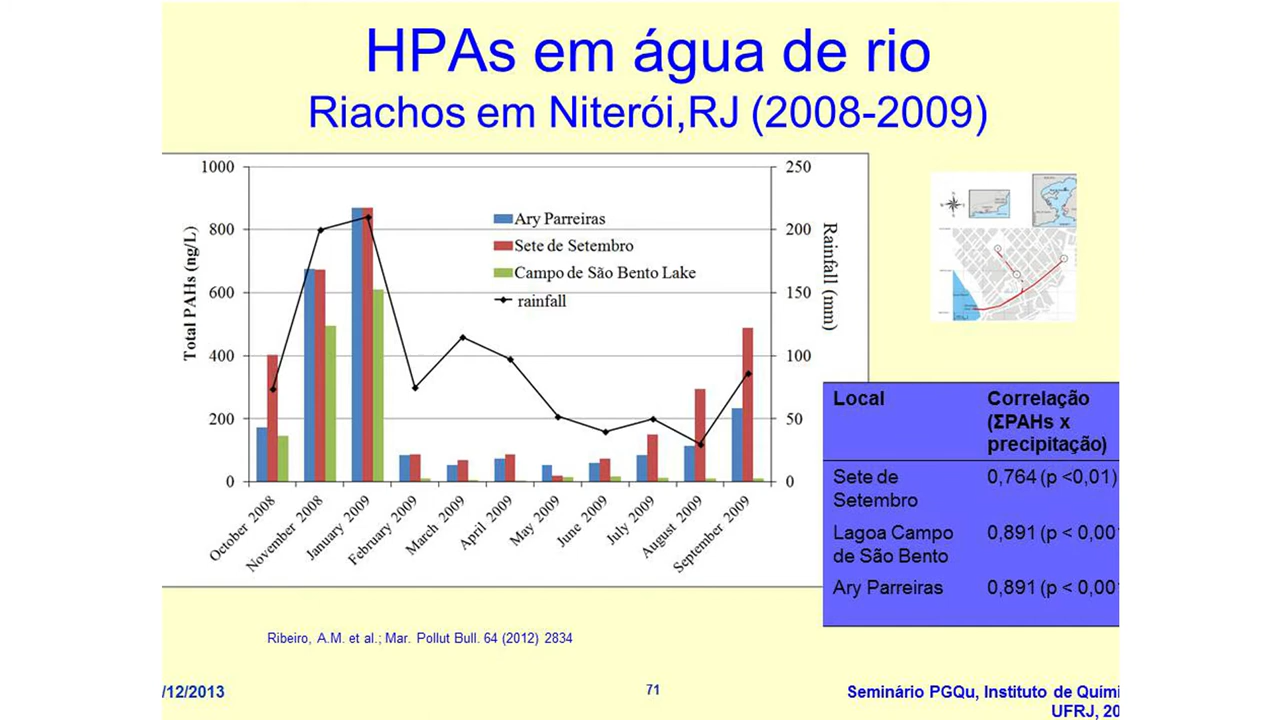 HPAs em água de rio
Riachos em Niterói,RJ (2008-2009)
1000
800
600
400
200
0
Total PAHs (ng/L)
250
200
150
100
50
0
Rainfall (mm)
Ary Parreiras
Sete de Setembro
Campo de São Bento Lake
rainfall
October 2008
November 2008
January 2009
February 2009
March 2009
April 2009
May 2009
June 2009
July 2009
August 2009
September 2009
Local
Correlação
(ΣPAHs x
precipitação)
Sete de
Setembro
0,764 (p <0,01)
Lagoa Campo
de São Bento
0,891 (p < 0,00
Ary Parreiras
0,891 (p < 0,00
Ribeiro, A.M. et al.; Mar. Pollut Bull. 64 (2012) 2834
/12/2013
71
Seminário PGQu, Instituto de Quími
UFRJ, 20